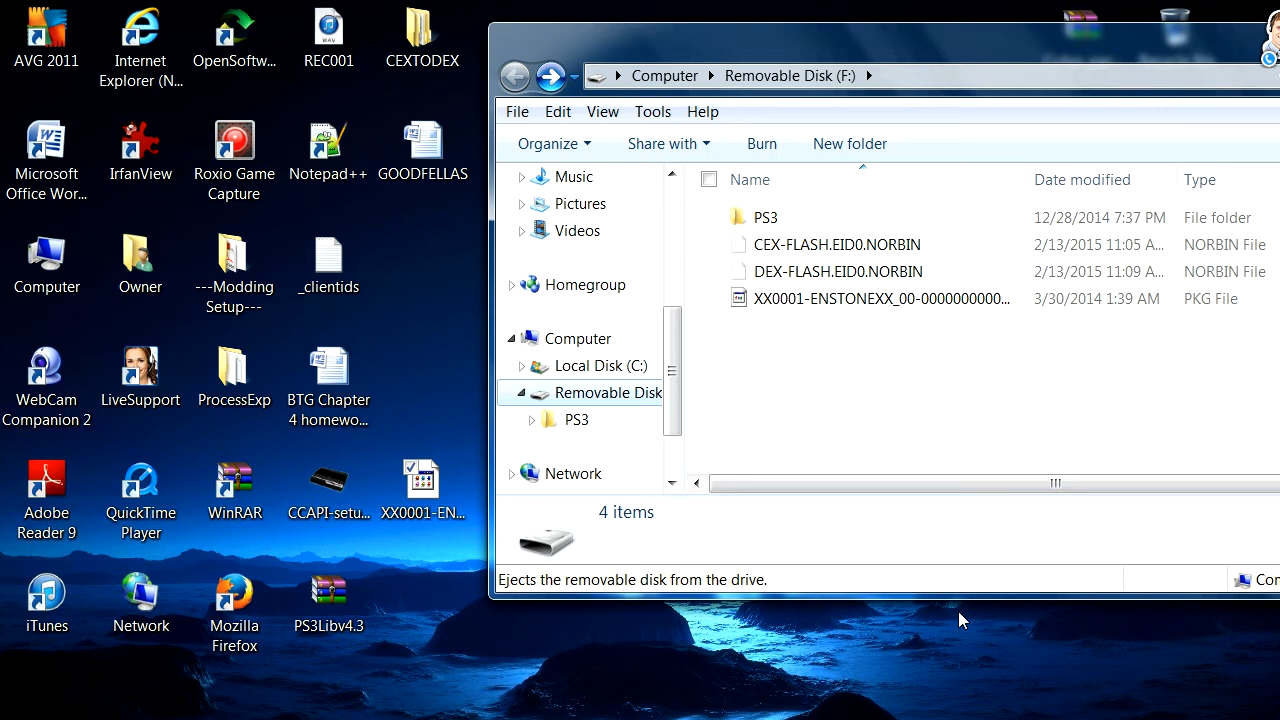 AVG 2011
Internet
Explorer (N...
OpenSoftw...
REC001
CEXTODEX
Microsoft
Office Wor...
IrfanView
Roxio Game
Capture
Notepad++
GOODFELLAS
Computer
Owner
---Modding
Setup---
_clientids
WebCam
Companion 2
LiveSupport
ProcessExp
BTG Chapter
4 homewo...
Adobe
Reader 9
QuickTime
Player
WinRAR
CCAPI-setu...
XX0001-EN...
iTunes
Network
Mozilla
Firefox
PS3Libv4.3
Computer
Removable Disk (F:)
File Edit View Tools Help
Organize Share with Burn New folder
Music
Pictures
Videos
Homegroup
Computer
Local Disk (C:)
Removable Disk
PS3
Network
Name Date modified Type
PS3 12/28/2014 7:37 PM File folder
CEX-FLASH.EID0.NORBIN 2/13/2015 11:05 A... NORBIN File
DEX-FLASH.EID0.NORBIN 2/13/2015 11:09 A... NORBIN File
XX0001-ENSTONEXX_00-0000000000... 3/30/2014 1:39 AM PKG File
4 items
Ejects the removable disk from the drive.
Con